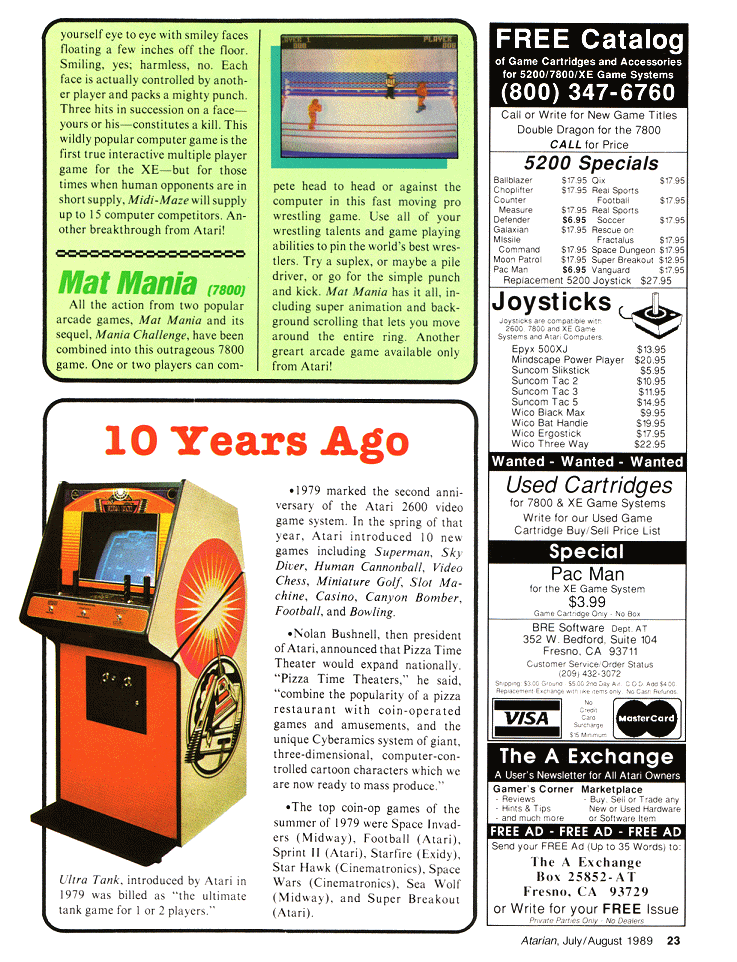 yourself eye to eye with smiley faces
floating a few inches off the floor.
Smiling, yes; harmless, no. Each
face is actually controlled by anoth-
er player and packs a mighty punch.
Three hits in succession on a face—
yours or his—constitutes a kill. This
wildly popular computer game is the
first true interactive multiple player
game for the XE—but for those
times when human opponents are in
short supply, Midi-Maze will supply
up to 15 computer competitors. An-
other breakthrough from Atari!
Mat Mania (7800)
All the action from two popular
arcade games, Mat Mania and its
sequel, Mania Challenge, have been
combined into this outrageous 7800
game. One or two players can com-
PLAYER 1
000
PLAYER
000
pete head to head or against the
computer in this fast moving pro
wrestling game. Use all of your
wrestling talents and game playing
abilities to pin the world's best wres-
tlers. Try a suplex, or maybe a pile
driver, or go for the simple punch
and kick. Mat Mania has it all, in-
cluding super animation and back-
ground scrolling that lets you move
around the entire ring. Another
greart arcade game available only
from Atari!
10 Years Ago
Ultra Tank, introduced by Atari in
1979 was billed as "the ultimate
tank game for 1 or 2 players."
•1979 marked the second anni-
versary of the Atari 2600 video
game system. In the spring of that
year, Atari introduced 10 new
games including Superman, Sky
Diver, Human Cannonball, Video
Chess, Miniature Golf, Slot Ma-
chine, Casino, Canyon Bomber,
Football, and Bowling.
•Nolan Bushnell, then president
of Atari, announced that Pizza Time
Theater would expand nationally.
"Pizza Time Theaters," he said,
"combine the popularity of a pizza
restaurant with coin-operated
games and amusements, and the
unique Cyberamics system of giant,
three-dimensional, computer-con-
trolled cartoon characters which we
are now ready to mass produce."
•The top coin-op games of the
summer of 1979 were Space Invad-
ers (Midway), Football (Atari),
Sprint II (Atari), Starfire (Exidy),
Star Hawk (Cinematronics), Space
Wars (Cinematronics), Sea Wolf
(Midway), and Super Breakout
(Atari).
FREE Catalog
of Game Cartridges and Accessories
for 5200/7800/XE Game Systems
(800) 347-6760
Call or Write for New Game Titles
Double Dragon for the 7800
CALL for Price
5200 Specials
Ballblazer $17.95 Qix $17.95
Choplifter $17.95 Real Sports
Counter Football $17.95
Measure $17.95 Real Sports
Defender $6.95 Soccer $17.95
Galaxian $17.95 Rescue on
Missile Fractalus $17.95
Command $17.95 Space Dungeon $17.95
Moon Patrol $17.95 Super Breakout $12.95
Pac Man $6.95 Vanguard $17.95
Replacement 5200 Joystick $27.95
Joysticks
Joysticks are compatible with
2600, 7800 and XE Game
Systems and Atari Computers.
Epyx 500XJ $13.95
Mindscape Power Player $20.95
Suncom Slikstick $5.95
Suncom Tac 2 $10.95
Suncom Tac 3 $11.95
Suncom Tac 5 $14.95
Wico Black Max $9.95
Wico Bat Handle $19.95
Wico Ergostick $17.95
Wico Three Way $22.95
Wanted - Wanted - Wanted
Used Cartridges
for 7800 & XE Game Systems
Write for our Used Game
Cartridge Buy/Sell Price List
Special
Pac Man
for the XE Game System
$3.99
Game Cartridge Only - No Box
BRE Software Dept. AT
352 W. Bedford, Suite 104
Fresno, CA 93711
Customer Service/Order Status
(209) 432-3072
Shipping: $3.00 Ground $5.00 2nd Day Air C.O.D. Add $4.00
Replacement Exchange with like items only. No Cash Refunds.
VISA
No
Credit
Card
Surcharge
$15 Minimum
MasterCard
The A Exchange
A User's Newsletter for All Atari Owners
Gamer's Corner
- Reviews
- Hints & Tips
- and much more
Marketplace
- Buy, Sell or Trade any
New or Used Hardware
or Software Item
FREE AD - FREE AD - FREE AD
Send your FREE Ad (Up to 35 Words) to:
The A Exchange
Box 25852-AT
Fresno, CA 93729
or Write for your FREE Issue
Private Parties Only - No Dealers
Atarian, July/August 1989 23